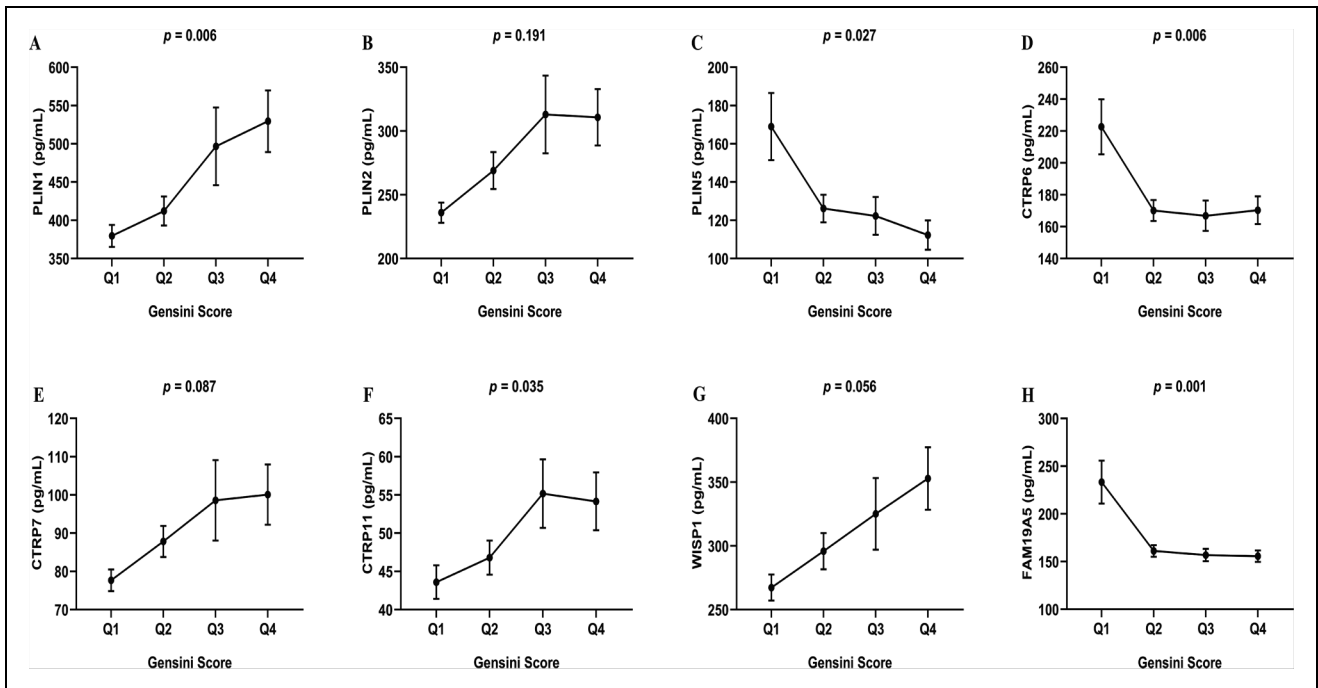 A
p = 0.006
PLIN1 (pg/mL)
600
550
500
450
400
350
Q1 Q2 Q3 Q4
Gensini Score
B
p = 0.191
PLIN2 (pg/mL)
350
300
250
200
Q1 Q2 Q3 Q4
Gensini Score
C
p = 0.027
PLIN5 (pg/mL)
200
180
160
140
120
100
Q1 Q2 Q3 Q4
Gensini Score
D
p = 0.006
CTRP6 (pg/mL)
260
240
220
200
180
160
140
Q1 Q2 Q3 Q4
Gensini Score
E
p = 0.087
CTRP7 (pg/mL)
120
110
100
90
80
70
Q1 Q2 Q3 Q4
Gensini Score
F
p = 0.035
CTRP11 (pg/mL)
65
60
55
50
45
40
Q1 Q2 Q3 Q4
Gensini Score
G
p = 0.056
WISP1 (pg/mL)
400
350
300
250
Q1 Q2 Q3 Q4
Gensini Score
H
p = 0.001
FAM19A5 (pg/mL)
300
250
200
150
100
Q1 Q2 Q3 Q4
Gensini Score